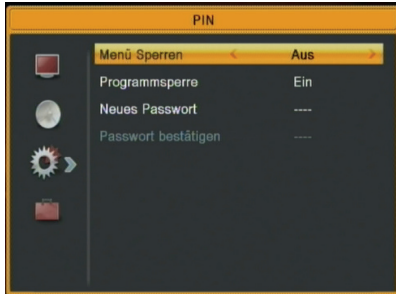 PIN
Menü Sperren < Aus >
Programmsperre Ein
Neues Passwort ----
Passwort bestätigen ----